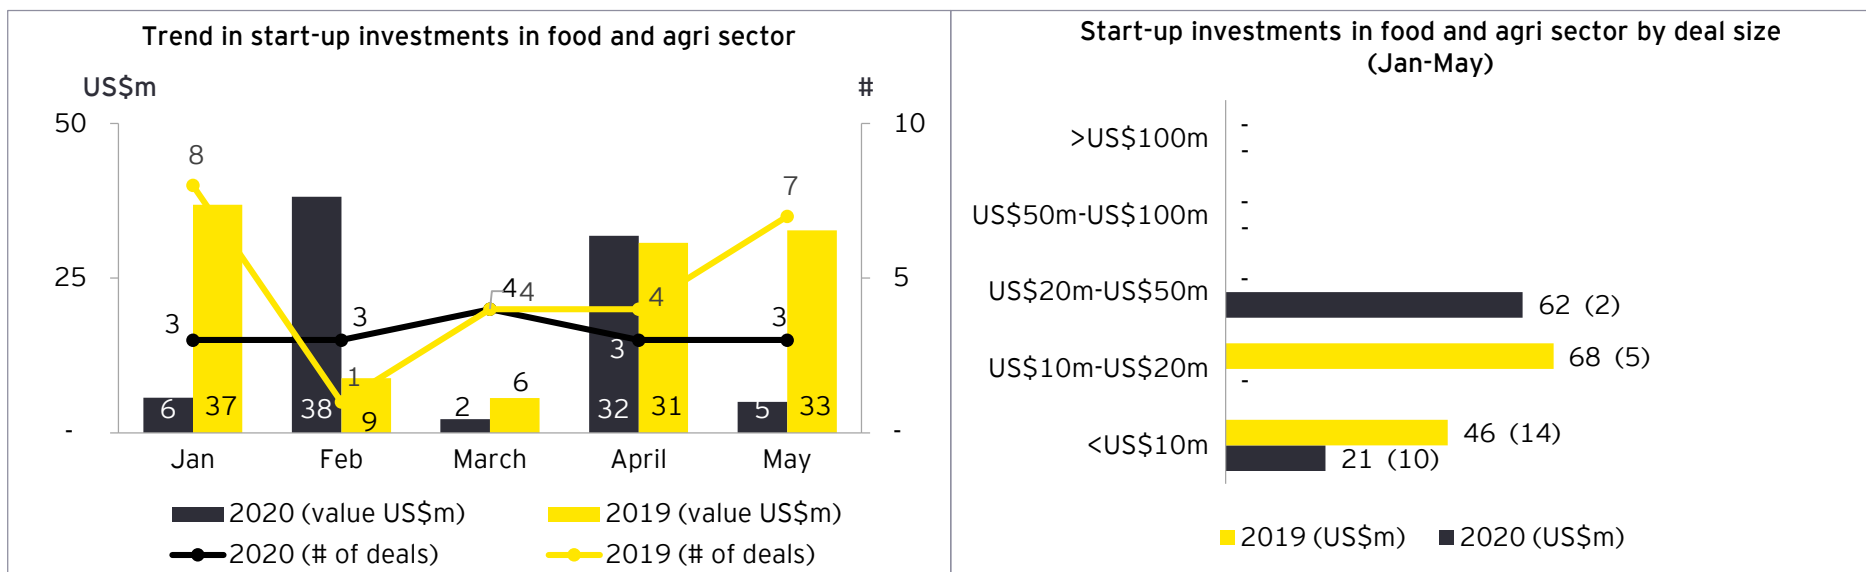 Trend in start-up investments in food and agri sector
US$m
#
50
10
8
7
25
5
3
3
4
4
4
3
3
1
6
37
38
9
2
6
32
31
5
33
-
-
Jan
Feb
March
April
May
2020 (value US$m)
2019 (value US$m)
2020 (# of deals)
2019 (# of deals)
Start-up investments in food and agri sector by deal size
(Jan-May)
>US$100m
-
-
US$50m-US$100m
-
-
US$20m-US$50m
-
62 (2)
US$10m-US$20m
68 (5)
-
<US$10m
46 (14)
21 (10)
2019 (US$m)
2020 (US$m)